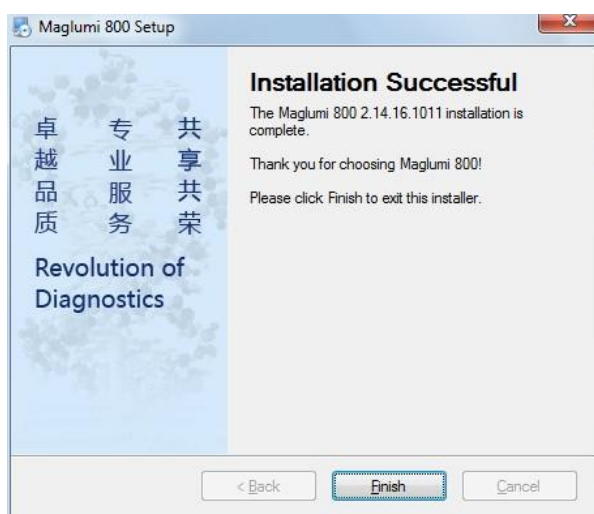 Maglumi 800 Setup
卓越品质
专业服务
共享共荣
Revolution of
Diagnostics
Installation Successful
The Maglumi 800 2.14.16.1011 installation is
complete.
Thank you for choosing Maglumi 800!
Please click Finish to exit this installer.
< Back
Finish
Cancel